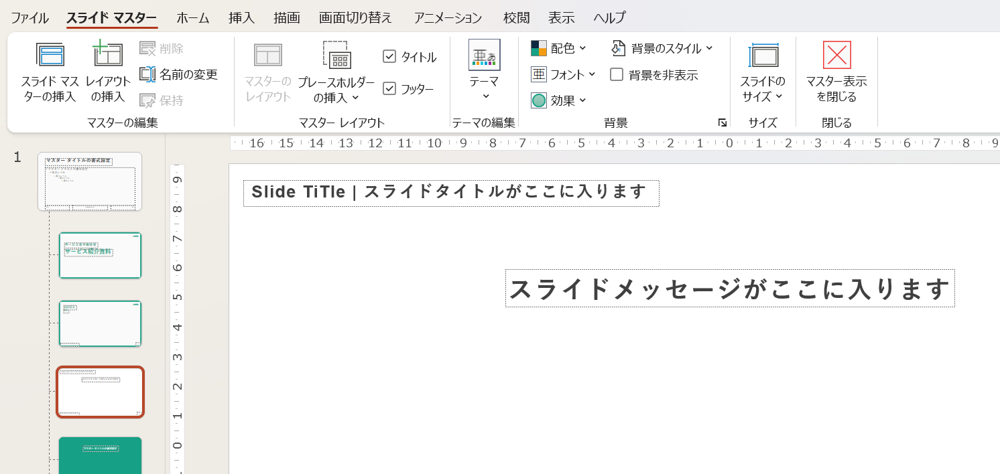 ファイル スライド マスター ホーム 挿入 描画 画面切り替え アニメーション 校閲 表示 ヘルプ
スライド マス
ターの挿入
レイアウト
の挿入
削除
名前の変更
保持
マスターの編集
マスターの
レイアウト
プレースホルダー
の挿入
タイトル
フッター
マスター レイアウト
亜あ
テーマ
テーマの編集
配色
亜 フォント
効果
背景のスタイル
背景を非表示
背景
スライドの
サイズ
サイズ
マスター表示
を閉じる
閉じる
16 15 14 13 12 11 10 9 8 7 6 5 4 3 2 1 0 1 2 3 4 5 6 7 8 9
1
マスター タイトルの書式設定
サービス紹介資料
9
8
7
6
5
4
3
2
1
0
Slide TiTle | スライドタイトルがここに入ります
スライドメッセージがここに入ります